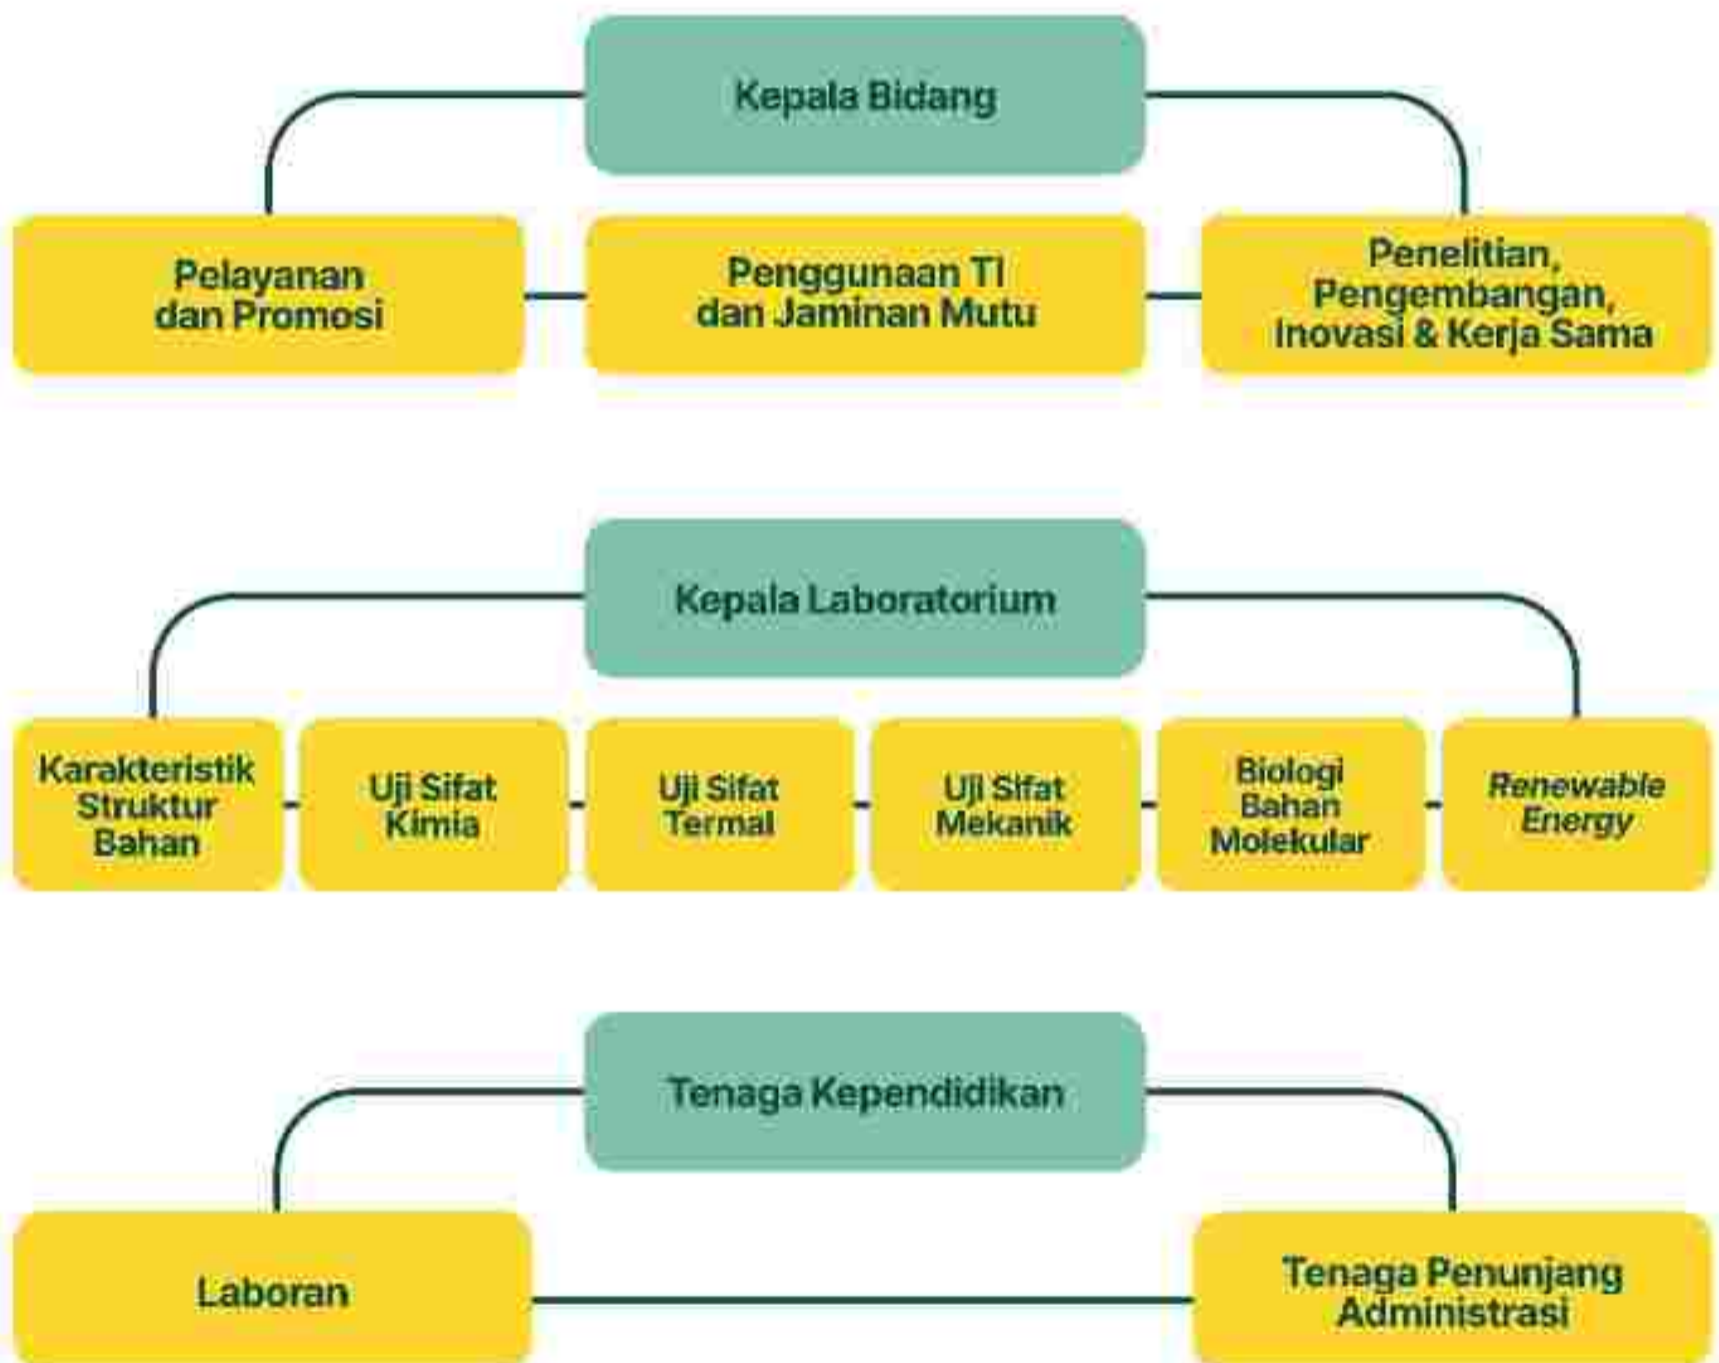 Kepala Bidang
Pelayanan
dan Promosi
Penggunaan TI
dan Jaminan Mutu
Penelitian,
Pengembangan,
Inovasi & Kerja Sama
Kepala Laboratorium
Karakteristik
Struktur
Bahan
Uji Sifat
Kimia
Uji Sifat
Termal
Uji Sifat
Mekanik
Biologi
Bahan
Molekular
Renewable
Energy
Tenaga Kependidikan
Laboran
Tenaga Penunjang
Administrasi